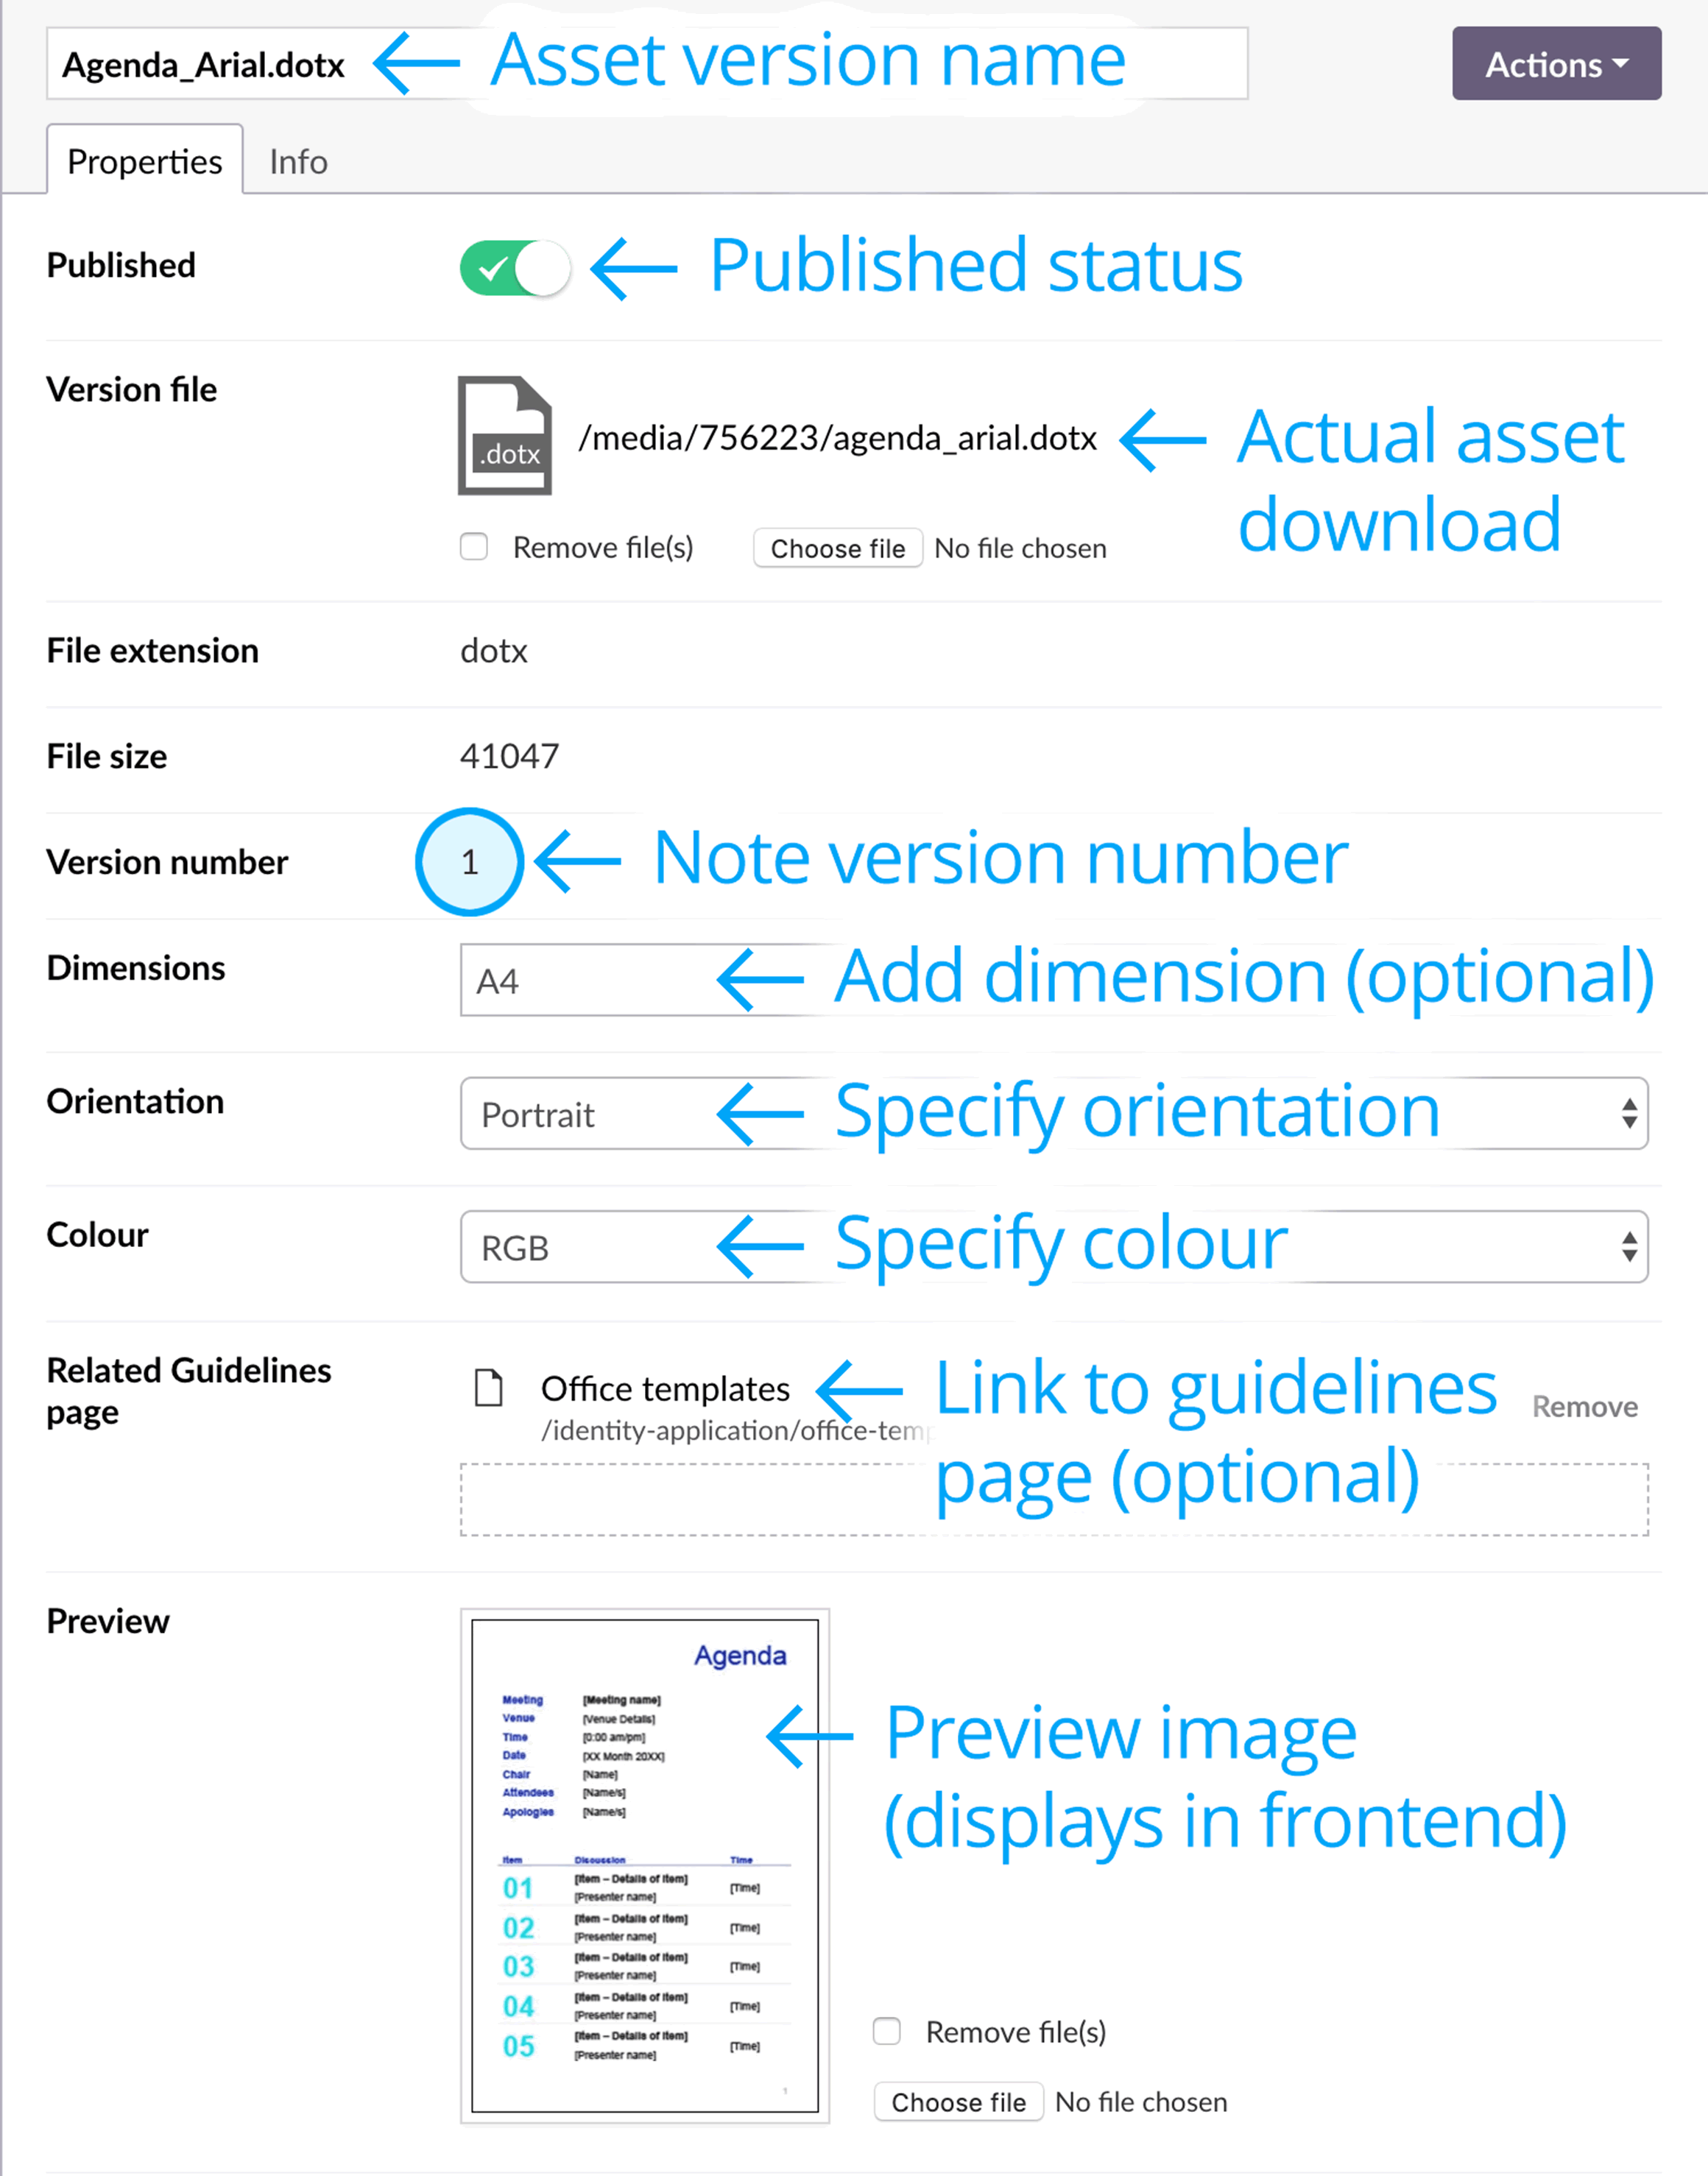 Agenda_Arial.dotx Asset version name Actions
Properties Info
Published Published status
Version file
.dotx /media/756223/agenda_arial.dotx Actual asset
download
Remove file(s) Choose file No file chosen
File extension dotx
File size 41047
Version number 1 Note version number
Dimensions A4 Add dimension (optional)
Orientation Portrait Specify orientation
Colour RGB Specify colour
Related Guidelines
page
Office templates Link to guidelines Remove
/identity-application/office-temp
page (optional)
Preview
Agenda
Meeting [Meeting name]
Venue [Venue Details]
Time [0:00 am/pm]
Date [XX Month 20XX]
Chair [Name]
Attendees [Name/s]
Apologies [Name/s]
Preview image
(displays in frontend)
Item Discussion Time
01 [Item – Details of Item] [Time]
[Presenter name]
02 [Item – Details of Item] [Time]
[Presenter name]
03 [Item – Details of Item] [Time]
[Presenter name]
04 [Item – Details of Item] [Time]
[Presenter name]
05 [Item – Details of Item] [Time]
[Presenter name]
1
Remove file(s)
Choose file No file chosen